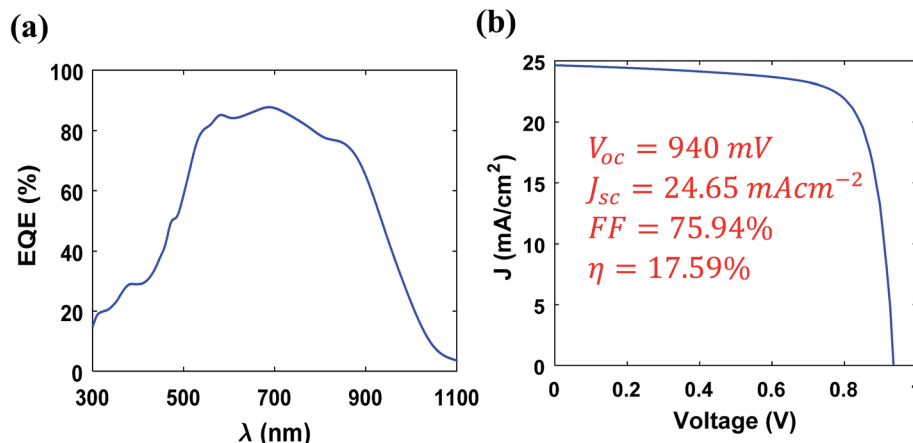 (a)
100
80
60
40
20
0
EQE (%)
300 500 700 900 1100
λ (nm)
(b)
25
20
15
10
5
0
J (mA/cm²)
V_oc = 940 mV
J_sc = 24.65 mAcm⁻²
FF = 75.94%
η = 17.59%
0 0.2 0.4 0.6 0.8 1
Voltage (V)